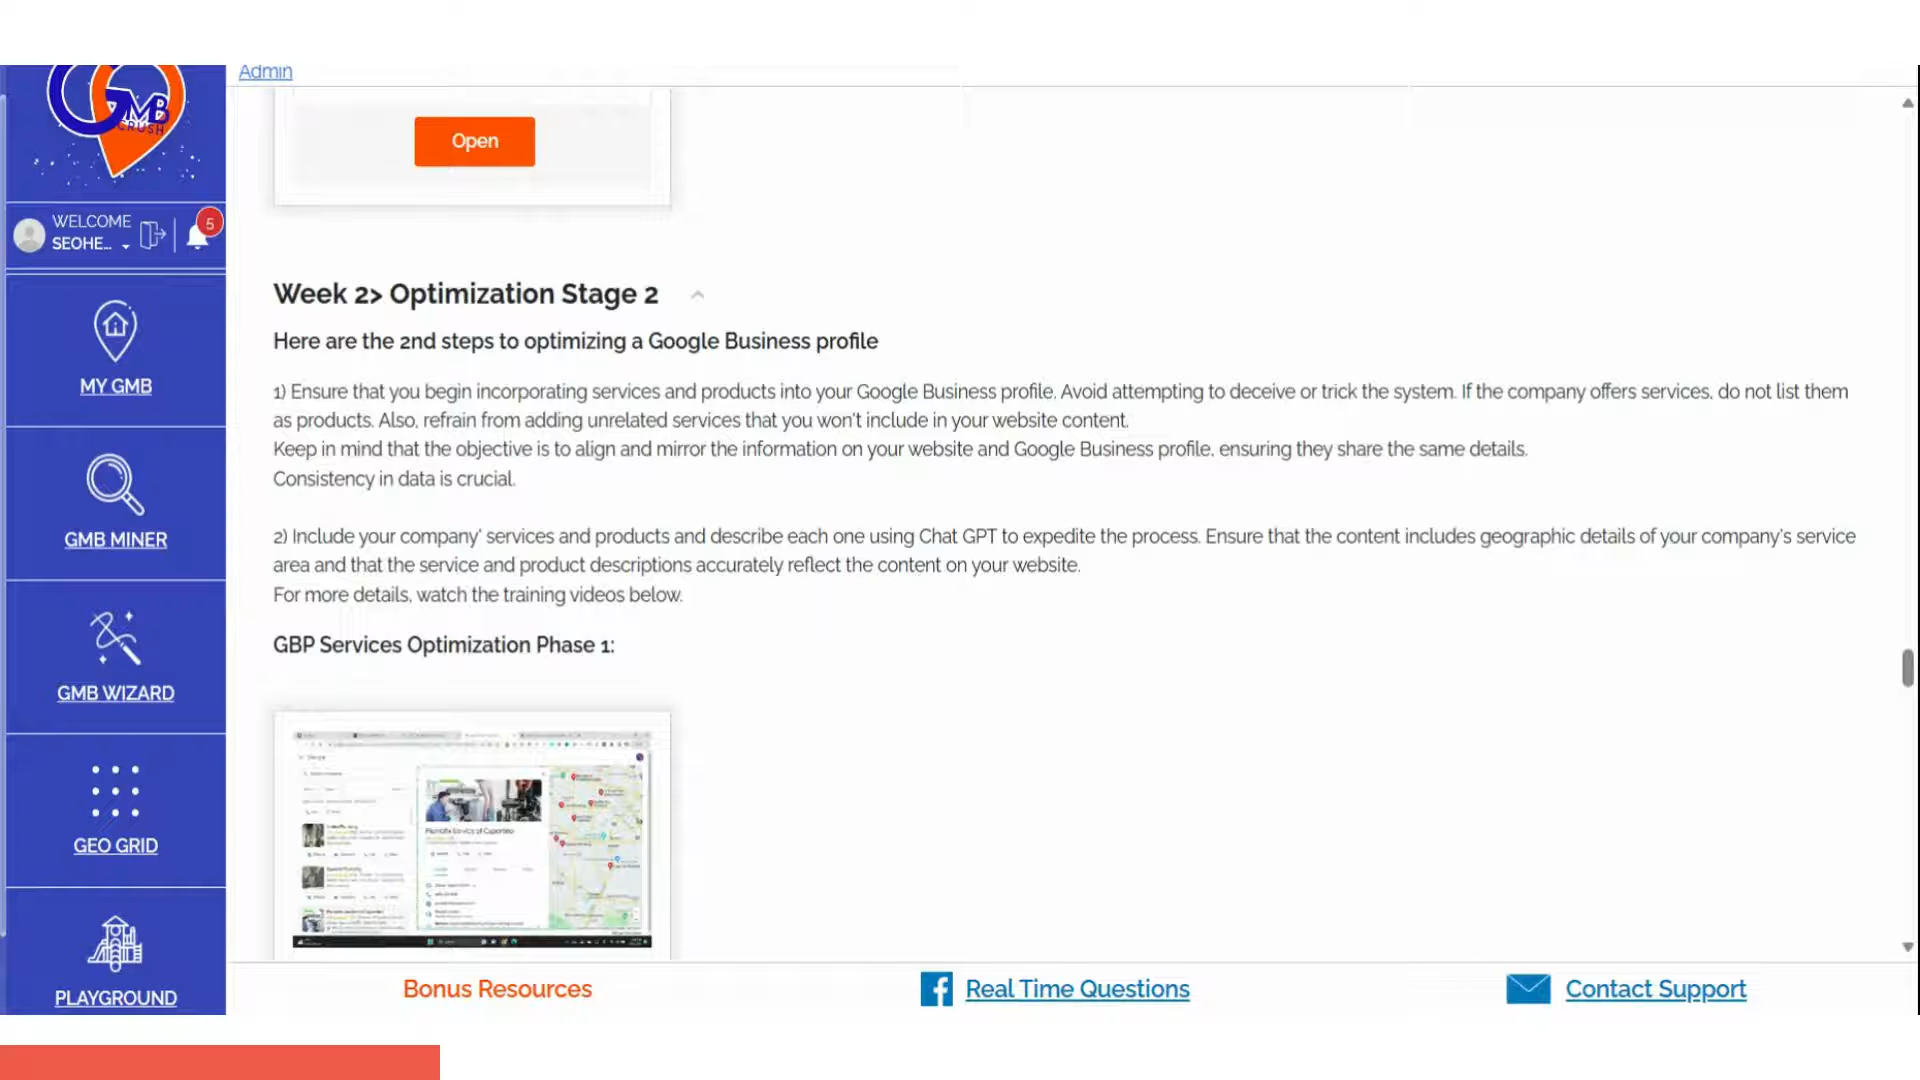 Admin
GMB
CRUSH
Open
WELCOME
SEOHE...
5
MY GMB
GMB MINER
GMB WIZARD
GEO GRID
PLAYGROUND
Week 2> Optimization Stage 2
Here are the 2nd steps to optimizing a Google Business profile
1) Ensure that you begin incorporating services and products into your Google Business profile. Avoid attempting to deceive or trick the system. If the company offers services, do not list them
as products. Also, refrain from adding unrelated services that you won't include in your website content.
Keep in mind that the objective is to align and mirror the information on your website and Google Business profile, ensuring they share the same details.
Consistency in data is crucial.
2) Include your company' services and products and describe each one using Chat GPT to expedite the process. Ensure that the content includes geographic details of your company's service
area and that the service and product descriptions accurately reflect the content on your website.
For more details, watch the training videos below.
GBP Services Optimization Phase 1:
Bonus Resources
Real Time Questions
Contact Support